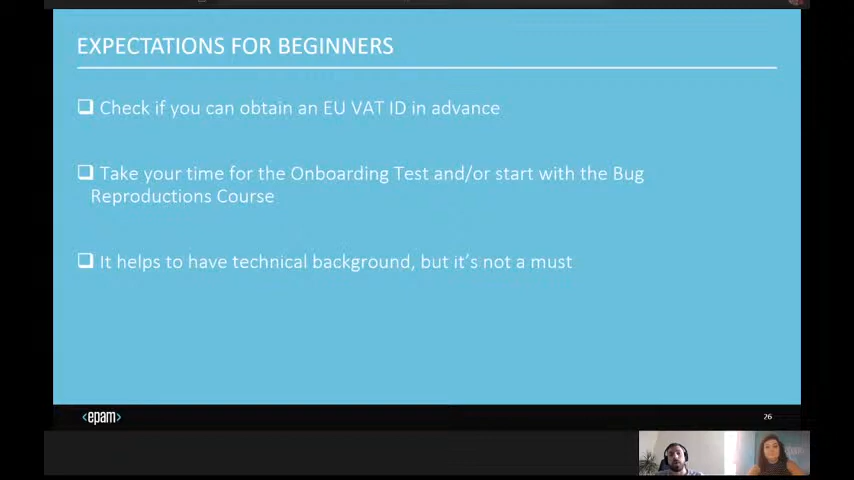 EXPECTATIONS FOR BEGINNERS
❑ Check if you can obtain an EU VAT ID in advance
❑ Take your time for the Onboarding Test and/or start with the Bug
Reproductions Course
❑ It helps to have technical background, but it’s not a must
<epam>
26